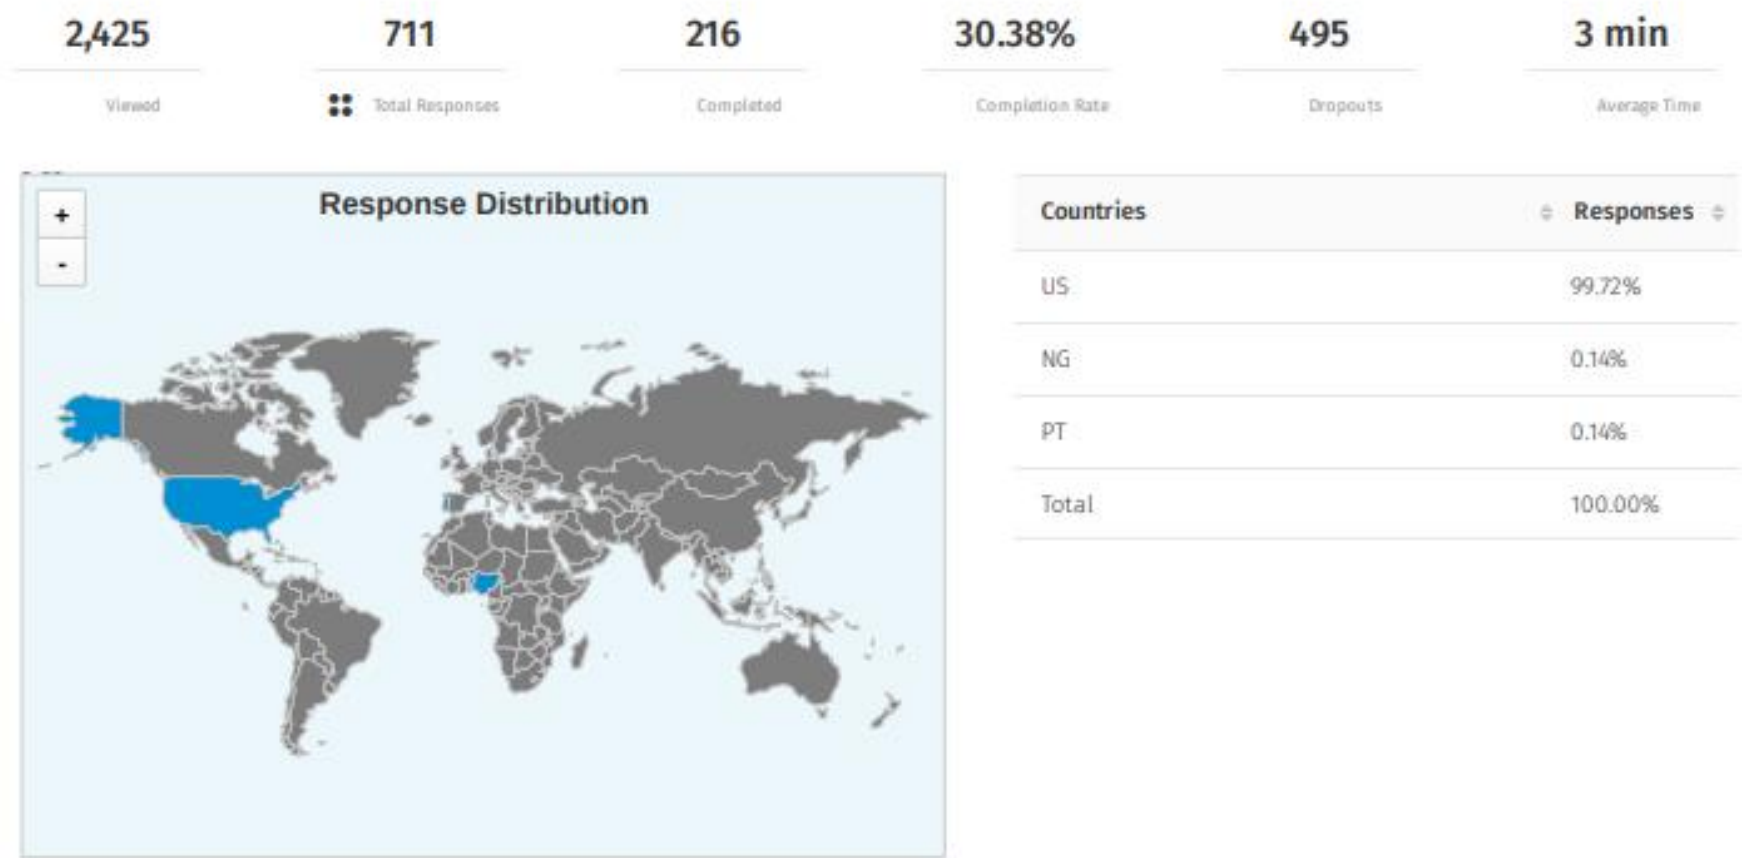 2,425 711 216 30.38% 495 3 min
Viewed Total Responses Completed Completion Rate Dropouts Average Time
+
-
Response Distribution
Countries Responses
US 99.72%
NG 0.14%
PT 0.14%
Total 100.00%